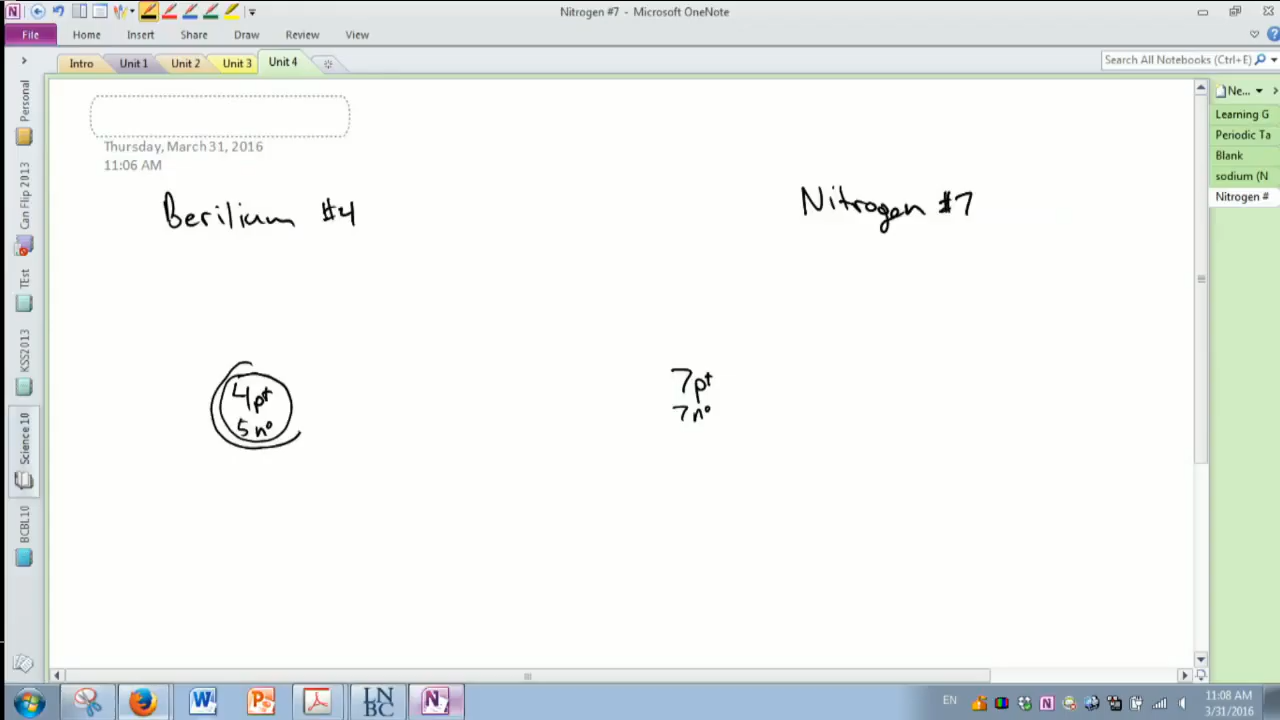 Nitrogen #7 - Microsoft OneNote
File Home Insert Share Draw Review View
Intro Unit 1 Unit 2 Unit 3 Unit 4
Search All Notebooks (Ctrl+E)
Personal
Can Flip 2013
TEst
KSS2013
Science 10
BCBL10
Ne...
Learning G
Periodic Ta
Blank
sodium (N
Nitrogen #
Thursday, March 31, 2016
11:06 AM
Berilium #4
Nitrogen #7
4p+
5n°
7p+
7n°
LN
BC
EN
11:08 AM
3/31/2016